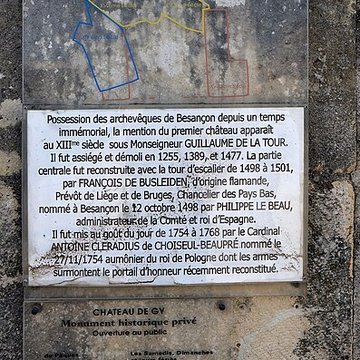 Possession des archevêques de Besançon depuis un temps
immémorial, la mention du premier château apparaît
au XIIIme siècle sous Monseigneur GUILLAUME DE LA TOUR.
Il fut assiégé et démoli en 1255, 1389, et 1477. La partie
centrale fut reconstruite avec la tour d'escalier de 1498 à 1501,
par FRANÇOIS DE BUSLEIDEN, d'origine flamande,
Prévôt de Liège et de Bruges, Chancelier des Pays Bas,
nommé à Besançon le 12 octobre 1498 par PHILIPPE LE BEAU,
administrateur de la Comté et roi d'Espagne.
Il fut mis au goût du jour de 1754 à 1768 par le Cardinal
ANTOINE CLERADIUS de CHOISEUL-BEAUPRÉ nommé le
27/11/1754 aumônier du roi de Pologne dont les armes
surmontent le portail d'honneur récemment reconstitué.
CHATEAU DE GY
Monument historique privé
Ouverture au public
de Pâques Les Samedis, Dimanches